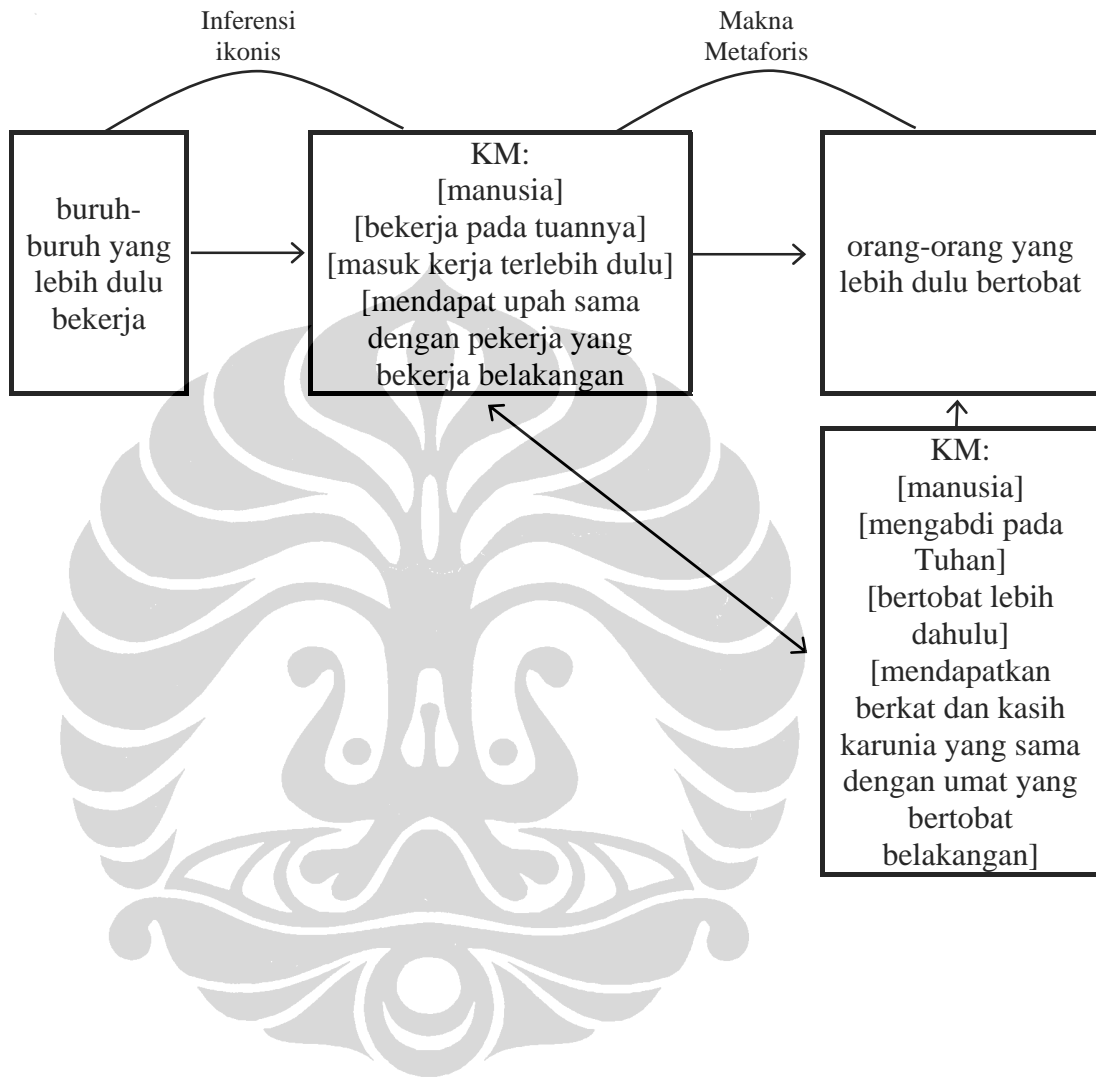 Inferensi
ikonis
Makna
Metaforis
buruh-
buruh yang
lebih dulu
bekerja
KM:
[manusia]
[bekerja pada tuannya]
[masuk kerja terlebih dulu]
[mendapat upah sama
dengan pekerja yang
bekerja belakangan
orang-orang yang
lebih dulu bertobat
KM:
[manusia]
[mengabdi pada
Tuhan]
[bertobat lebih
dahulu]
[mendapatkan
berkat dan kasih
karunia yang sama
dengan umat yang
bertobat
belakangan]